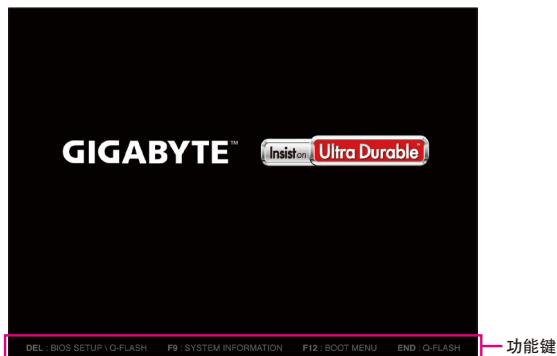 GIGABYTE™
Insist on Ultra Durable™
DEL : BIOS SETUP \ Q-FLASH F9 : SYSTEM INFORMATION F12 : BOOT MENU END : Q-FLASH
功能键